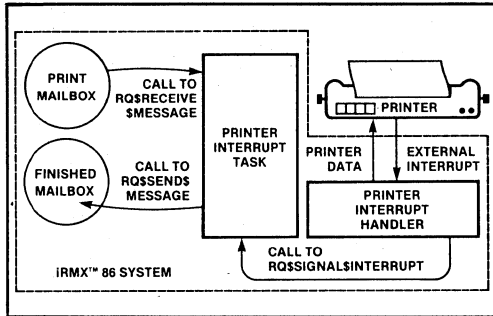 PRINT
MAILBOX
CALL TO
RQ$RECEIVE
$MESSAGE
PRINTER
INTERRUPT
TASK
PRINTER
FINISHED
MAILBOX
CALL TO
RQ$SEND$
MESSAGE
PRINTER
DATA
EXTERNAL
INTERRUPT
PRINTER
INTERRUPT
HANDLER
CALL TO
RQ$SIGNAL$INTERRUPT
iRMX™ 86 SYSTEM